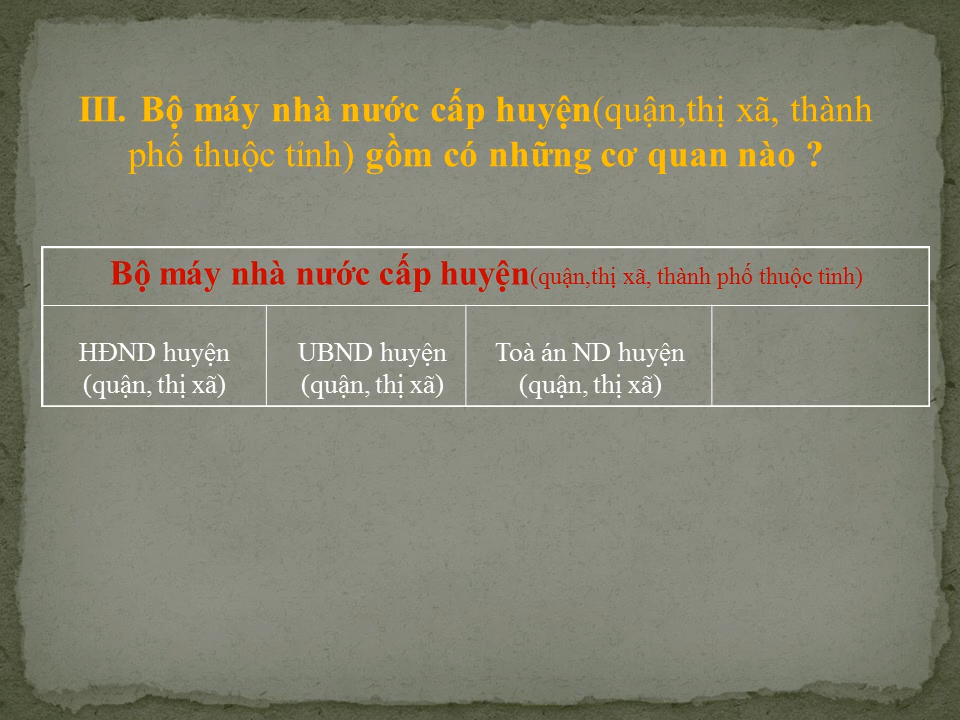 III. Bộ máy nhà nước cấp huyện(quận,thị xã, thành
phố thuộc tỉnh) gồm có những cơ quan nào ?
Bộ máy nhà nước cấp huyện(quận,thị xã, thành phố thuộc tỉnh)
HĐND huyện
(quận, thị xã)
UBND huyện
(quận, thị xã)
Toà án ND huyện
(quận, thị xã)